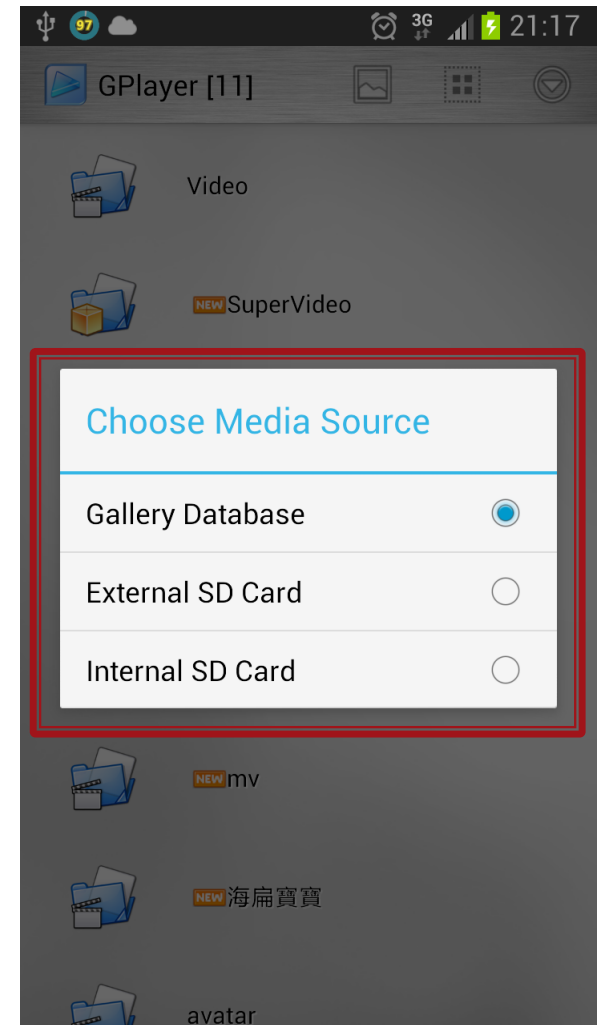 97
3G
21:17
GPlayer [11]
Video
NEW SuperVideo
Choose Media Source
Gallery Database
External SD Card
Internal SD Card
NEW mv
NEW 海扁寶寶
avatar